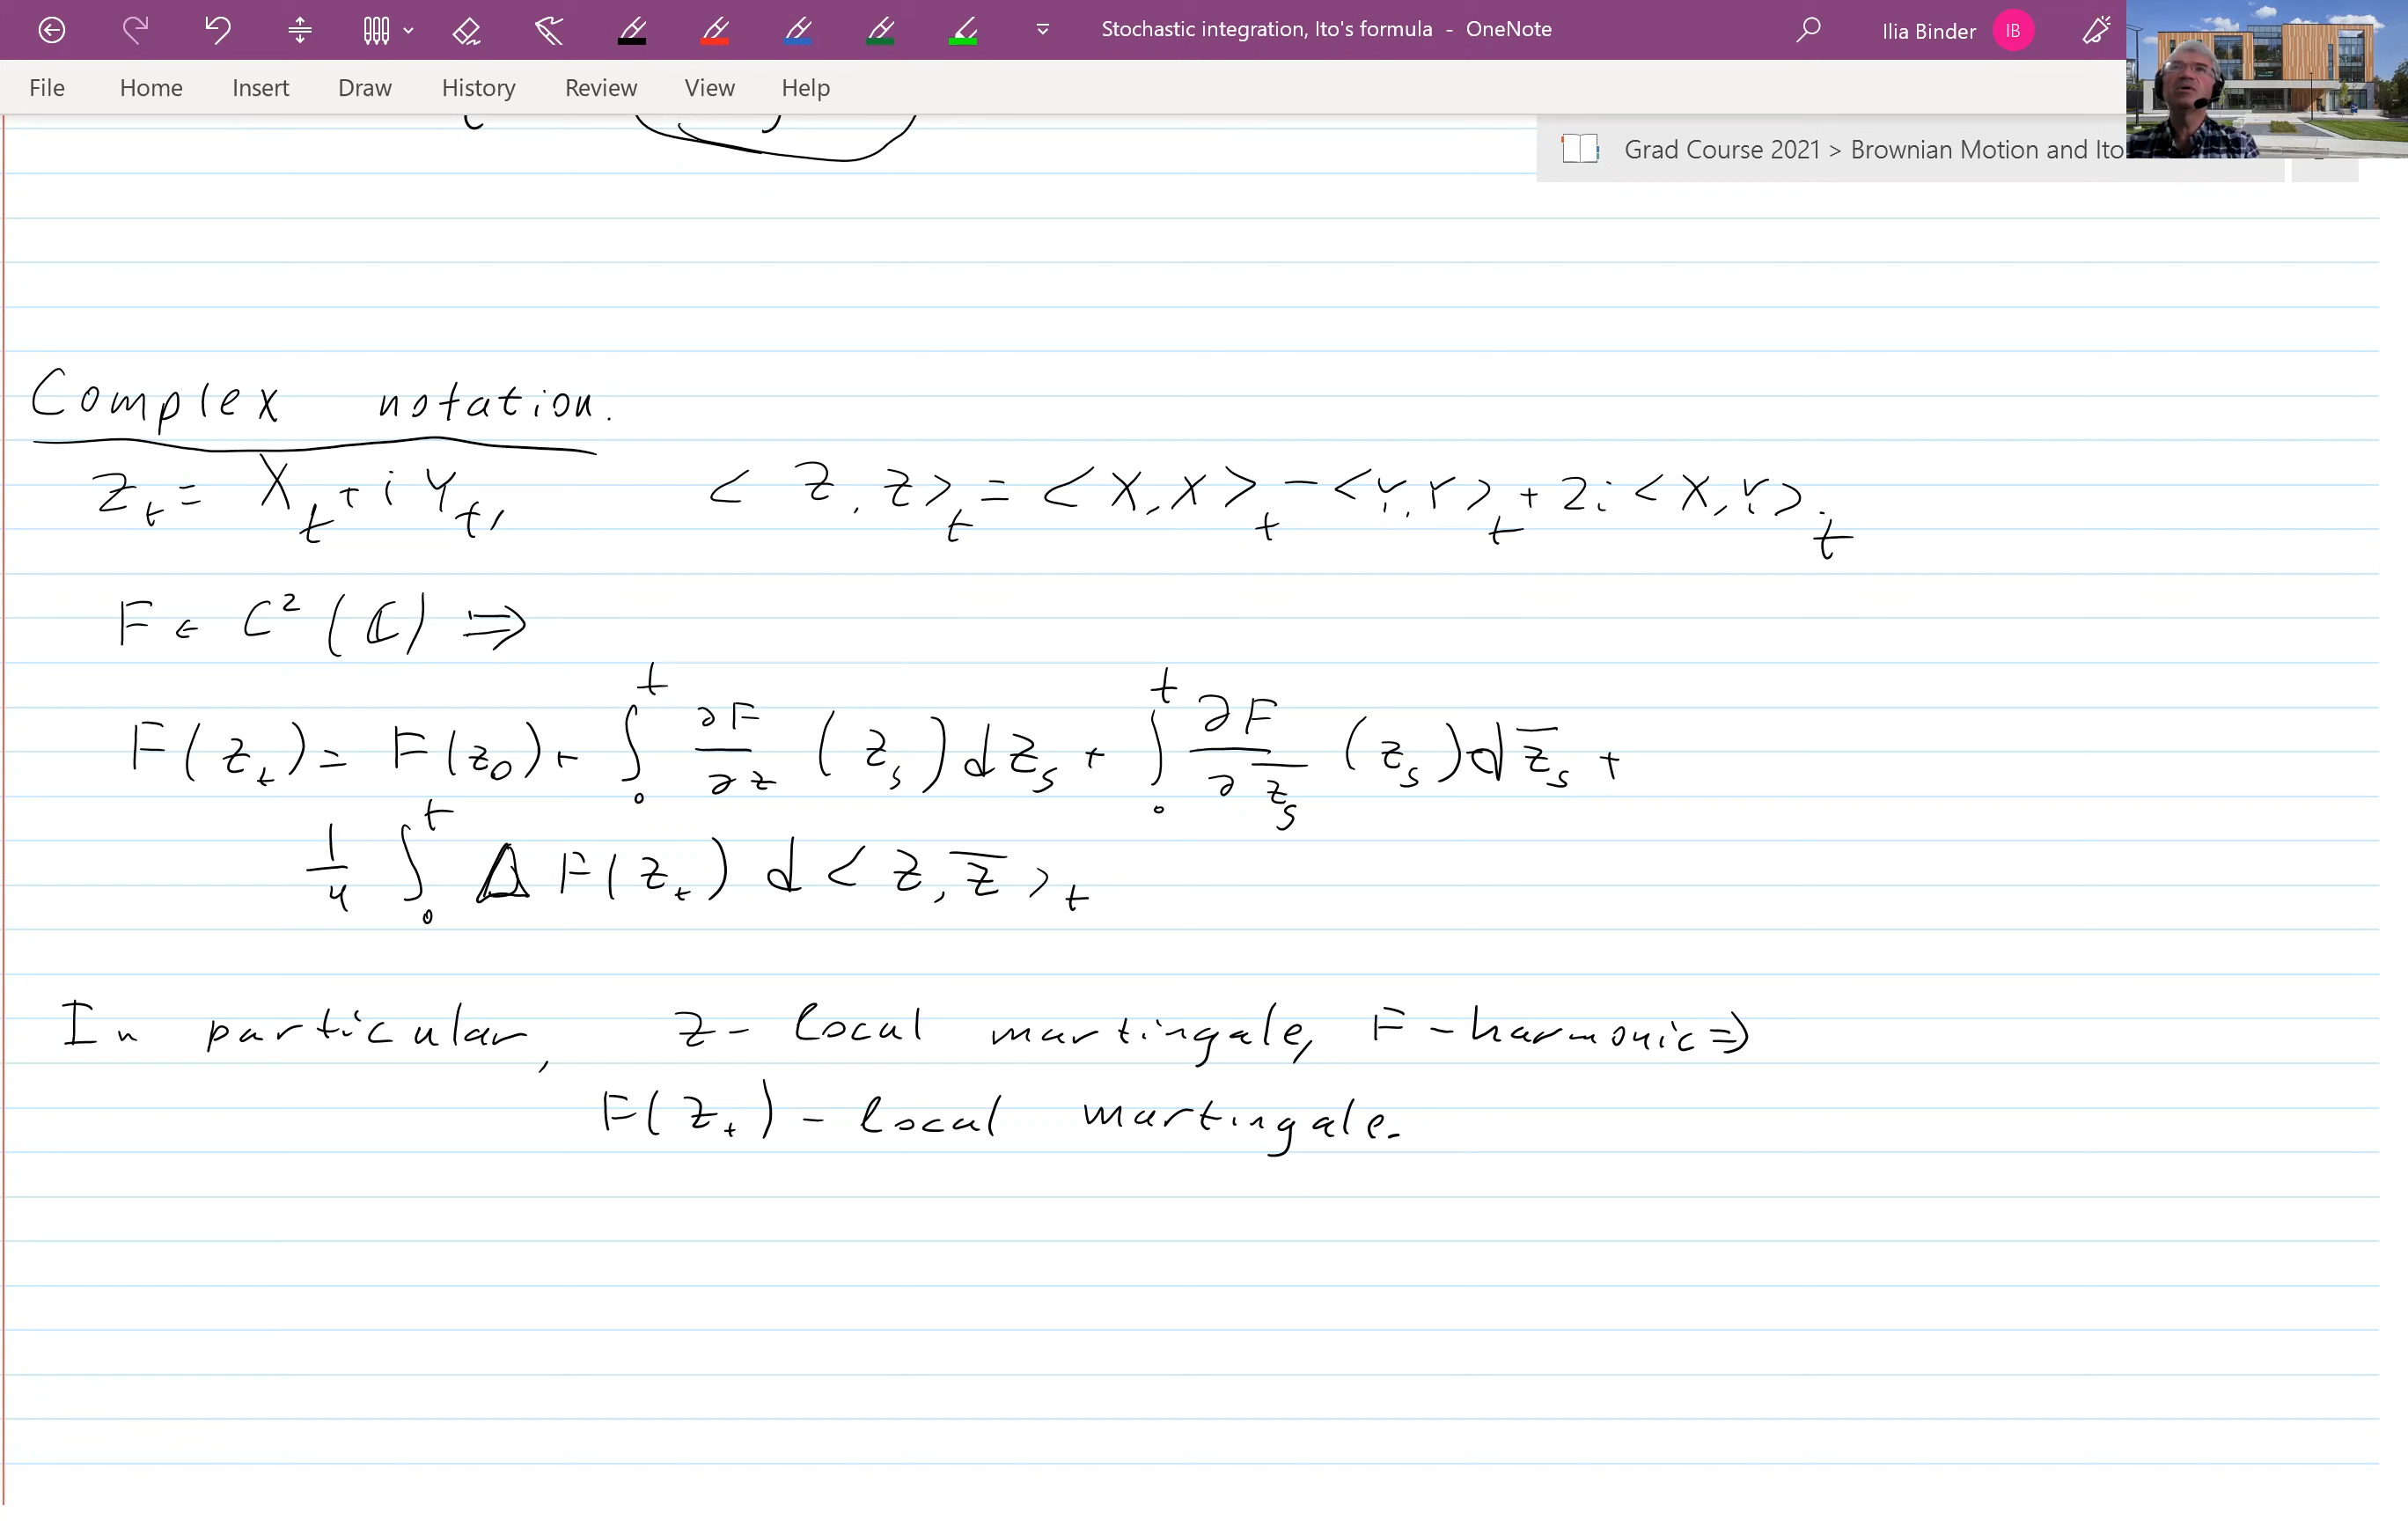 Stochastic integration, Ito's formula - OneNote
Ilia Binder
IB
File Home Insert Draw History Review View Help
Grad Course 2021 > Brownian Motion and Ito
Complex notation.
Z_t = X_t + i Y_t, < Z, Z >_t = < X, X >_t - < Y, Y >_t + 2i < X, Y >_t.
F ∈ C² (ℂ) ⇒
F(z_t) = F(z_0) + ∫_0^t ∂F/∂z (z_s) dz_s + ∫_0^t ∂F/∂z̄_s (z_s) dz̄_s +
1/4 ∫_0^t Δ F(z_t) d < z, z̄ >_t
In particular, z - local martingale, F - harmonic ⇒
F(z_t) - local martingale.